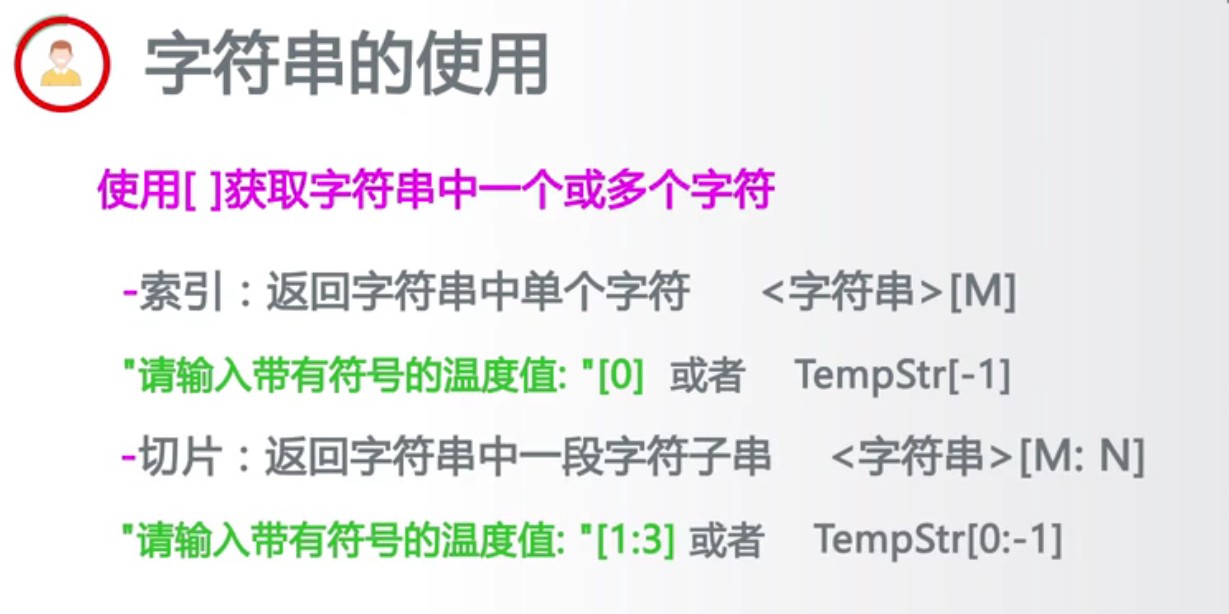 字符串的使用
使用[ ]获取字符串中一个或多个字符
-索引：返回字符串中单个字符 <字符串>[M]
"请输入带有符号的温度值: "[0] 或者 TempStr[-1]
-切片：返回字符串中一段字符子串 <字符串>[M: N]
"请输入带有符号的温度值: "[1:3] 或者 TempStr[0:-1]